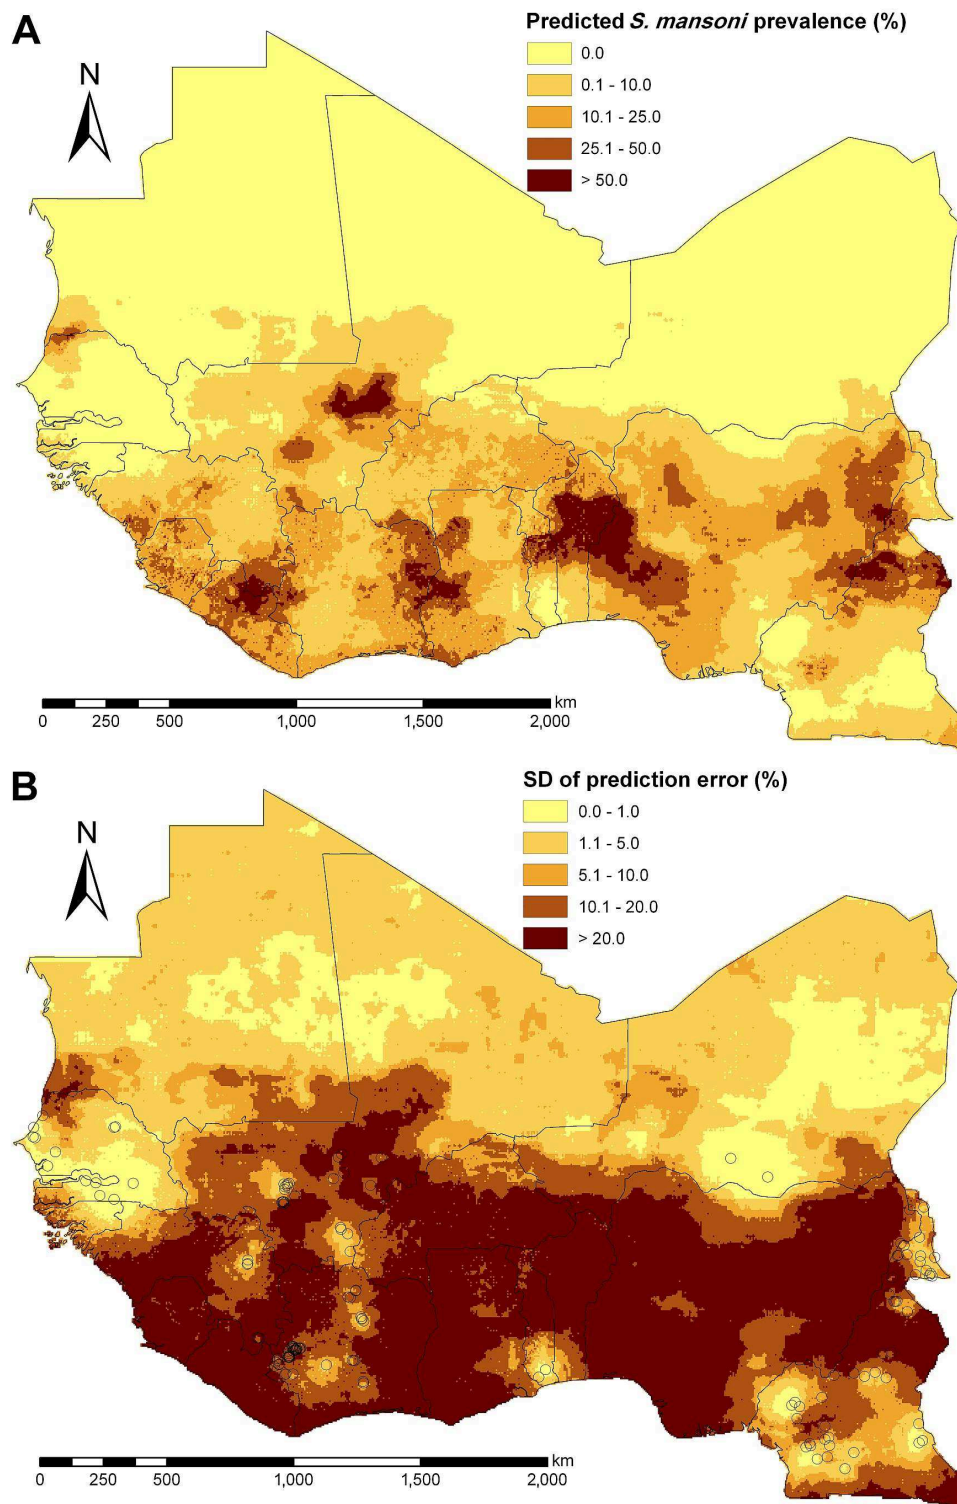 A
Predicted S. mansoni prevalence (%)
N
0.0
0.1 - 10.0
10.1 - 25.0
25.1 - 50.0
> 50.0
km
0 250 500 1,000 1,500 2,000
B
SD of prediction error (%)
N
0.0 - 1.0
1.1 - 5.0
5.1 - 10.0
10.1 - 20.0
> 20.0
km
0 250 500 1,000 1,500 2,000